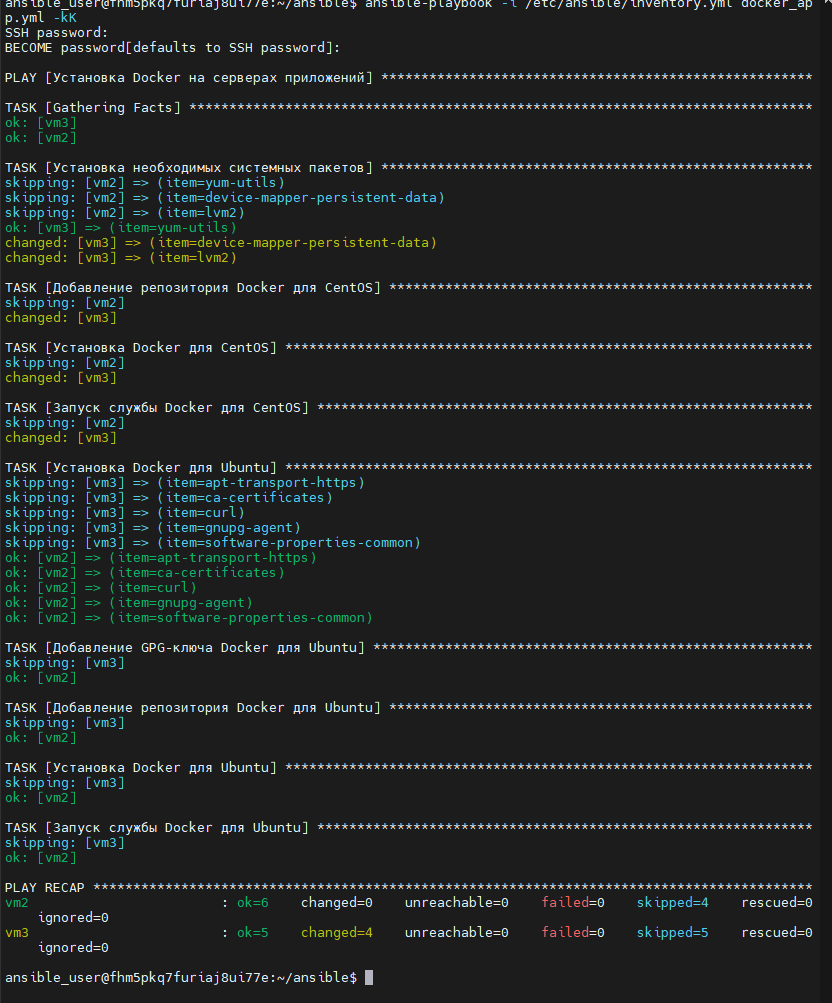 ansible_user@fhm5pkq7furiaj8ui77e:~/ansible$ ansible-playbook -i /etc/ansible/inventory.yml docker_ap
p.yml -kK
SSH password:
BECOME password[defaults to SSH password]:
PLAY [Установка Docker на серверах приложений] ******************************************************
TASK [Gathering Facts] ******************************************************************************
ok: [vm3]
ok: [vm2]
TASK [Установка необходимых системных пакетов] ******************************************************
skipping: [vm2] => (item=yum-utils)
skipping: [vm2] => (item=device-mapper-persistent-data)
skipping: [vm2] => (item=lvm2)
ok: [vm3] => (item=yum-utils)
changed: [vm3] => (item=device-mapper-persistent-data)
changed: [vm3] => (item=lvm2)
TASK [Добавление репозитория Docker для CentOS] *****************************************************
skipping: [vm2]
changed: [vm3]
TASK [Установка Docker для CentOS] ******************************************************************
skipping: [vm2]
changed: [vm3]
TASK [Запуск службы Docker для CentOS] **************************************************************
skipping: [vm2]
changed: [vm3]
TASK [Установка Docker для Ubuntu] ******************************************************************
skipping: [vm3] => (item=apt-transport-https)
skipping: [vm3] => (item=ca-certificates)
skipping: [vm3] => (item=curl)
skipping: [vm3] => (item=gnupg-agent)
skipping: [vm3] => (item=software-properties-common)
ok: [vm2] => (item=apt-transport-https)
ok: [vm2] => (item=ca-certificates)
ok: [vm2] => (item=curl)
ok: [vm2] => (item=gnupg-agent)
ok: [vm2] => (item=software-properties-common)
TASK [Добавление GPG-ключа Docker для Ubuntu] *******************************************************
skipping: [vm3]
ok: [vm2]
TASK [Добавление репозитория Docker для Ubuntu] *****************************************************
skipping: [vm3]
ok: [vm2]
TASK [Установка Docker для Ubuntu] ******************************************************************
skipping: [vm3]
ok: [vm2]
TASK [Запуск службы Docker для Ubuntu] **************************************************************
skipping: [vm3]
ok: [vm2]
PLAY RECAP ******************************************************************************************
vm2                        : ok=6    changed=0    unreachable=0    failed=0    skipped=4    rescued=0
    ignored=0
vm3                        : ok=5    changed=4    unreachable=0    failed=0    skipped=5    rescued=0
    ignored=0
ansible_user@fhm5pkq7furiaj8ui77e:~/ansible$